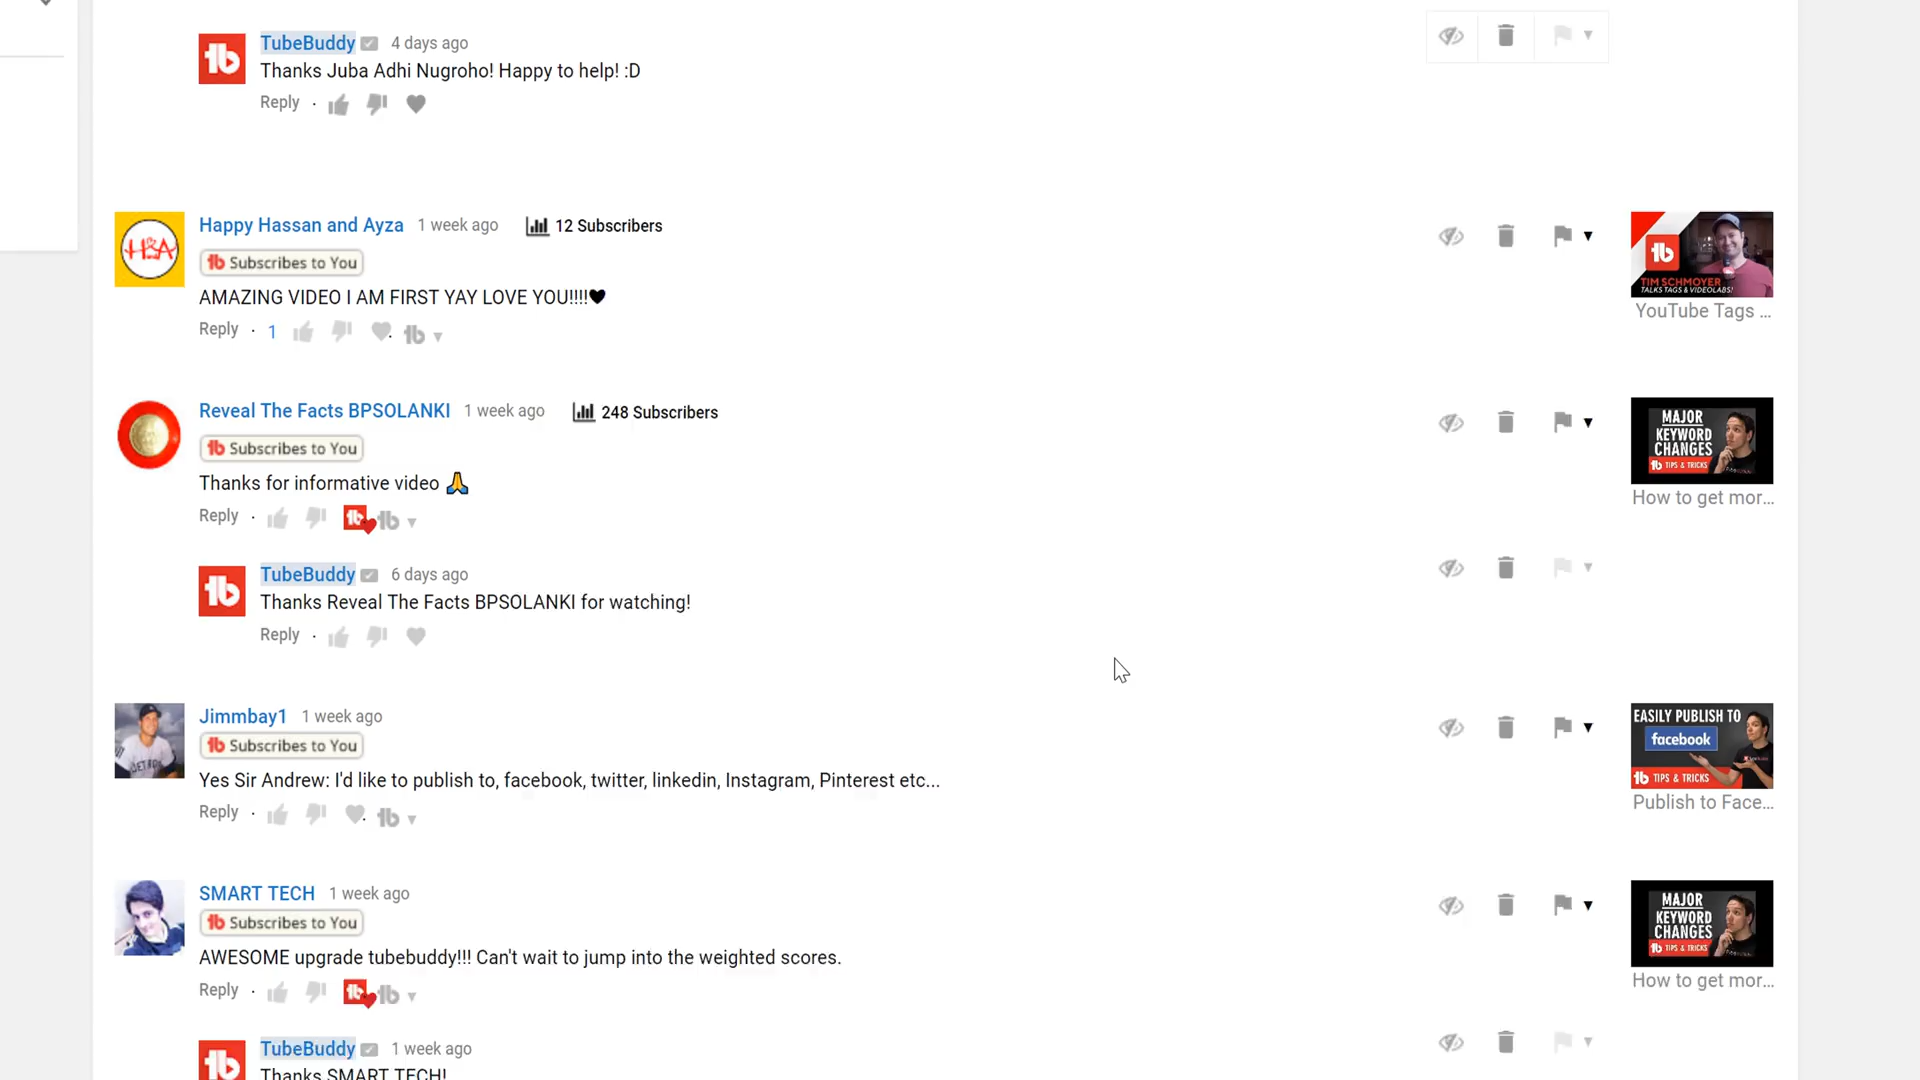 TubeBuddy 4 days ago
Thanks Juba Adhi Nugroho! Happy to help! :D
Reply ·
Happy Hassan and Ayza 1 week ago 12 Subscribers
Subscribes to You
AMAZING VIDEO I AM FIRST YAY LOVE YOU!!!!♥
Reply · 1
TIM SCHMOYER
TALKS TAGS & VIDEOLABS!
YouTube Tags ...
Reveal The Facts BPSOLANKI 1 week ago 248 Subscribers
Subscribes to You
Thanks for informative video 🙏
Reply ·
MAJOR
KEYWORD
CHANGES
TIPS & TRICKS
How to get mor...
TubeBuddy 6 days ago
Thanks Reveal The Facts BPSOLANKI for watching!
Reply ·
Jimmbay1 1 week ago
Subscribes to You
Yes Sir Andrew: I'd like to publish to, facebook, twitter, linkedin, Instagram, Pinterest etc...
Reply ·
EASILY PUBLISH TO
facebook
TIPS & TRICKS
Publish to Face...
SMART TECH 1 week ago
Subscribes to You
AWESOME upgrade tubebuddy!!! Can't wait to jump into the weighted scores.
Reply ·
MAJOR
KEYWORD
CHANGES
TIPS & TRICKS
How to get mor...
TubeBuddy 1 week ago
Thanks SMART TECH!